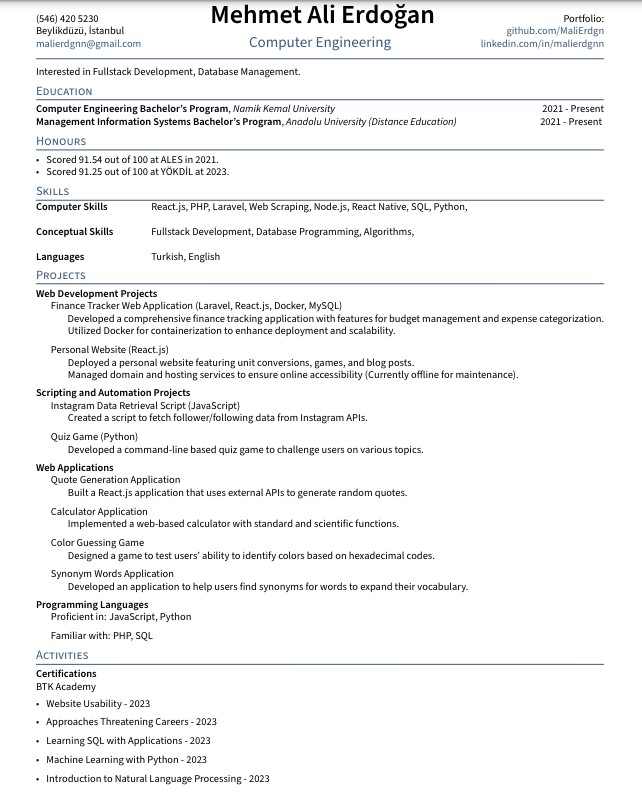 Mehmet Ali Erdoğan
Computer Engineering
(546) 420 5230
Beylikdüzü, İstanbul
malierdgnn@gmail.com
Portfolio:
github.com/MaliErdgn
linkedin.com/in/malierdgnn
Interested in Fullstack Development, Database Management.
EDUCATION
Computer Engineering Bachelor's Program, Namik Kemal University 2021 - Present
Management Information Systems Bachelor's Program, Anadolu University (Distance Education) 2021 - Present
HONOURS
• Scored 91.54 out of 100 at ALES in 2021.
• Scored 91.25 out of 100 at YÖKDİL at 2023.
SKILLS
Computer Skills React.js, PHP, Laravel, Web Scraping, Node.js, React Native, SQL, Python,
Conceptual Skills Fullstack Development, Database Programming, Algorithms,
Languages Turkish, English
PROJECTS
Web Development Projects
Finance Tracker Web Application (Laravel, React.js, Docker, MySQL)
Developed a comprehensive finance tracking application with features for budget management and expense categorization.
Utilized Docker for containerization to enhance deployment and scalability.
Personal Website (React.js)
Deployed a personal website featuring unit conversions, games, and blog posts.
Managed domain and hosting services to ensure online accessibility (Currently offline for maintenance).
Scripting and Automation Projects
Instagram Data Retrieval Script (JavaScript)
Created a script to fetch follower/following data from Instagram APIs.
Quiz Game (Python)
Developed a command-line based quiz game to challenge users on various topics.
Web Applications
Quote Generation Application
Built a React.js application that uses external APIs to generate random quotes.
Calculator Application
Implemented a web-based calculator with standard and scientific functions.
Color Guessing Game
Designed a game to test users' ability to identify colors based on hexadecimal codes.
Synonym Words Application
Developed an application to help users find synonyms for words to expand their vocabulary.
Programming Languages
Proficient in: JavaScript, Python
Familiar with: PHP, SQL
ACTIVITIES
Certifications
BTK Academy
• Website Usability - 2023
• Approaches Threatening Careers - 2023
• Learning SQL with Applications - 2023
• Machine Learning with Python - 2023
• Introduction to Natural Language Processing - 2023